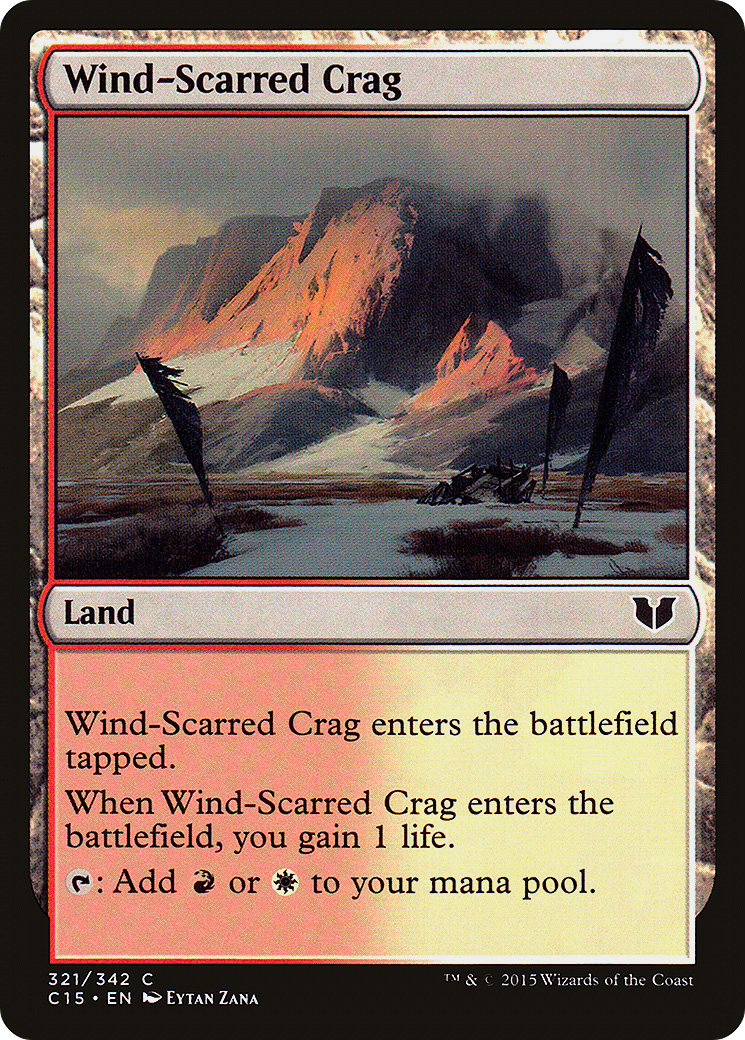 Wind-Scarred Crag
Land
Wind-Scarred Crag enters the battlefield
tapped.
When Wind-Scarred Crag enters the
battlefield, you gain 1 life.
: Add or to your mana pool.
321/342 C
C15 • EN Eytan Zana
™ & © 2015 Wizards of the Coast